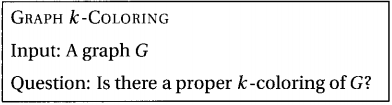 GRAPH k-COLORING
Input: A graph G
Question: Is there a proper k-coloring of G?